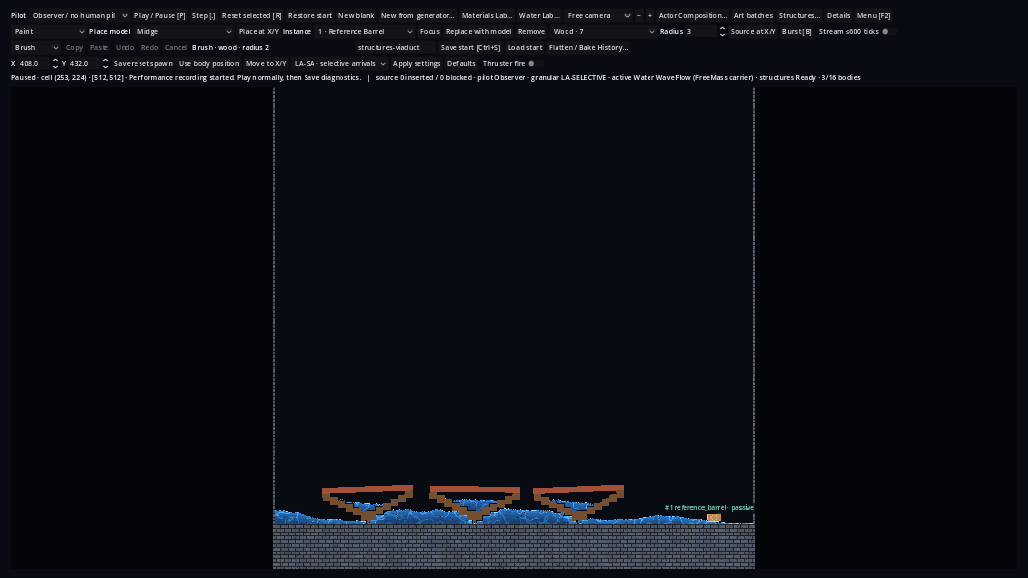 Pilot Observer / no human pil Play / Pause [P] Step [.] Reset selected [R] Restore start New blank New from generator... Materials Lab... Water Lab... Free camera − + Actor Composition... Art batches Structures... Details Menu [F2]
Paint Place model Midge Place at X/Y Instance 1 · Reference Barrel Focus Replace with model Remove Wood · 7 Radius 3 Source at X/Y Burst [B] Stream ≤600 ticks
Brush Copy Paste Undo Redo Cancel Brush · wood · radius 2 structures-viaduct Save start [Ctrl+S] Load start Flatten / Bake History...
X 408.0 Y 432.0 Save reset spawn Use body position Move to X/Y LA-SA · selective arrivals Apply settings Defaults Thruster fire
Paused · cell (253, 224) · [512, 512] · Performance recording started. Play normally, then Save diagnostics. | source 0 inserted / 0 blocked · pilot Observer · granular LA-SELECTIVE · active Water WaveFlow (FreeMass carrier) · structures Ready · 3/16 bodies
#1 reference_barrel · passive